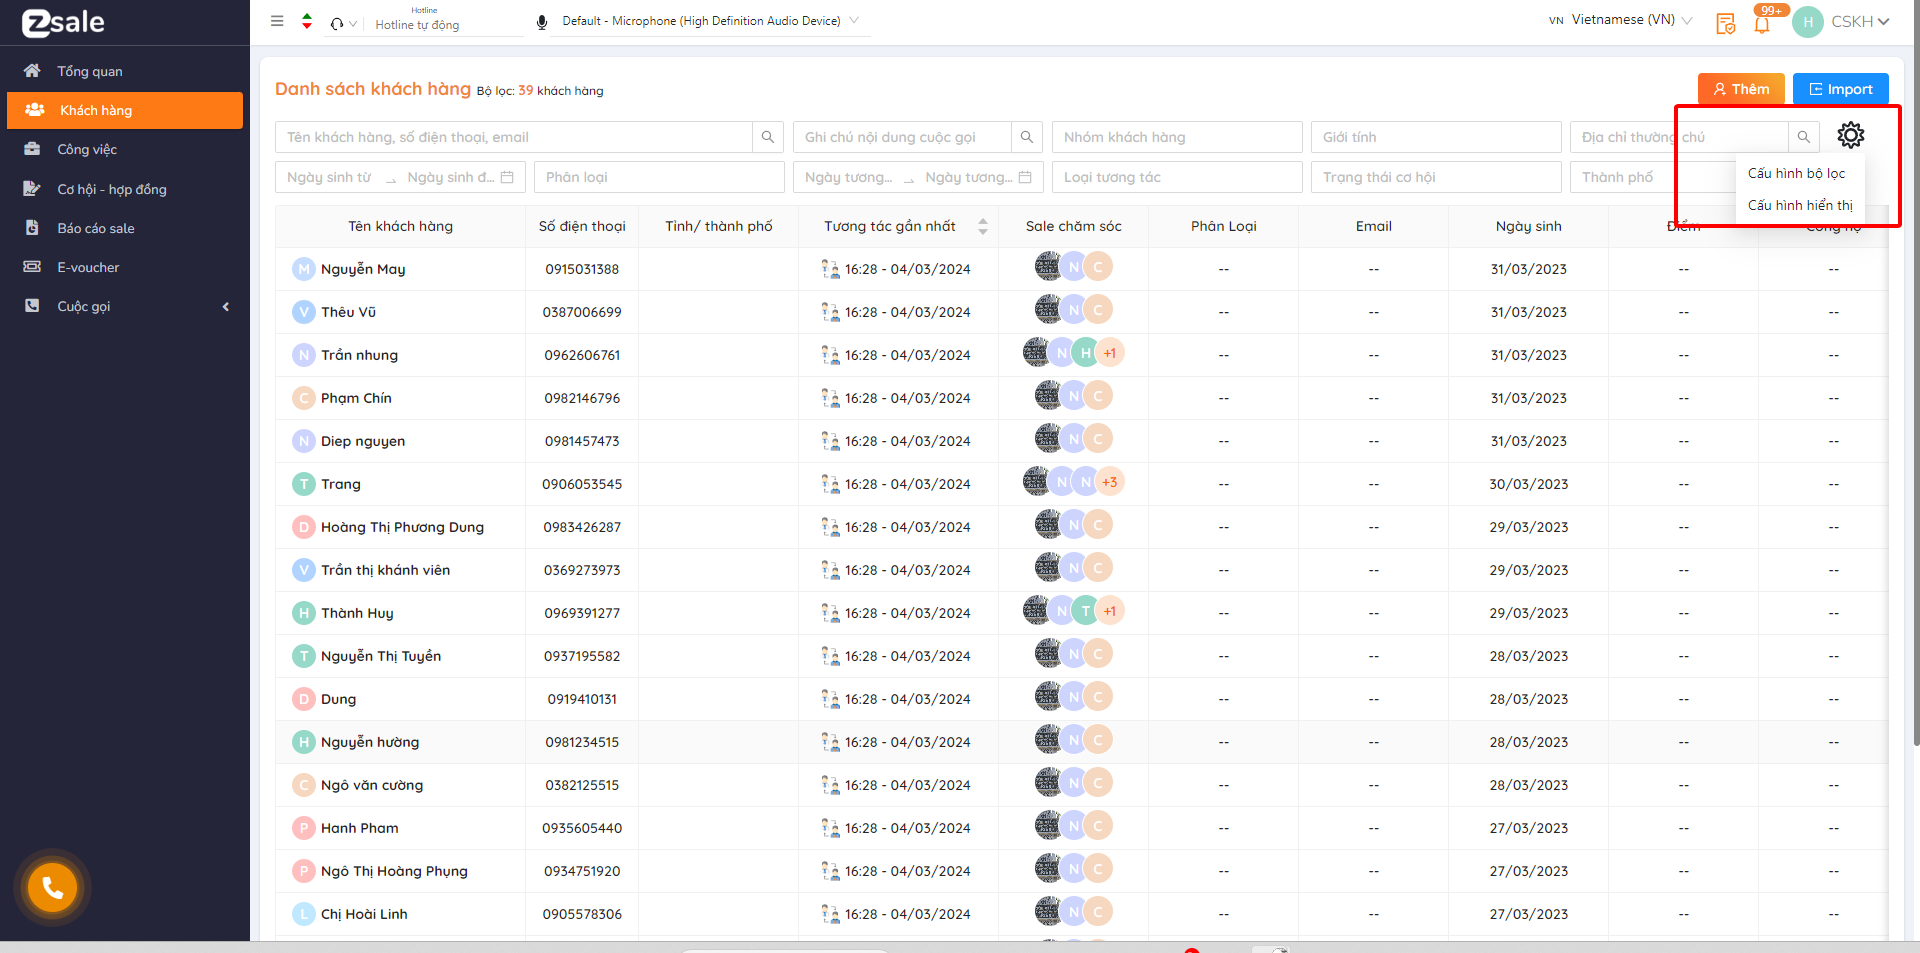 zsale
Hotline
Hotline tự động
Default - Microphone (High Definition Audio Device)
VN Vietnamese (VN)
99+
H CSKH
Tổng quan
Khách hàng
Công việc
Cơ hội - hợp đồng
Báo cáo sale
E-voucher
Cuộc gọi
Danh sách khách hàng Bộ lọc: 39 khách hàng
Thêm Import
Tên khách hàng, số điện thoại, email Ghi chú nội dung cuộc gọi Nhóm khách hàng Giới tính Địa chỉ thường chú
Ngày sinh từ Ngày sinh đ... Phân loại Ngày tương... Ngày tương... Loại tương tác Trạng thái cơ hội Thành phố
Cấu hình bộ lọc
Cấu hình hiển thị
Tên khách hàng Số điện thoại Tỉnh/ thành phố Tương tác gần nhất Sale chăm sóc Phân Loại Email Ngày sinh Điểm Công nợ
M Nguyễn May 0915031388 16:28 - 04/03/2024 N C -- -- 31/03/2023 -- --
V Thêu Vũ 0387006699 16:28 - 04/03/2024 N C -- -- 31/03/2023 -- --
N Trần nhung 0962606761 16:28 - 04/03/2024 N H +1 -- -- 31/03/2023 -- --
C Phạm Chín 0982146796 16:28 - 04/03/2024 N C -- -- 31/03/2023 -- --
N Diep nguyen 0981457473 16:28 - 04/03/2024 N C -- -- 31/03/2023 -- --
T Trang 0906053545 16:28 - 04/03/2024 N N +3 -- -- 30/03/2023 -- --
D Hoàng Thị Phương Dung 0983426287 16:28 - 04/03/2024 N C -- -- 29/03/2023 -- --
V Trần thị khánh viên 0369273973 16:28 - 04/03/2024 N C -- -- 29/03/2023 -- --
H Thành Huy 0969391277 16:28 - 04/03/2024 N T +1 -- -- 29/03/2023 -- --
T Nguyễn Thị Tuyền 0937195582 16:28 - 04/03/2024 N C -- -- 28/03/2023 -- --
D Dung 0919410131 16:28 - 04/03/2024 N C -- -- 28/03/2023 -- --
H Nguyễn hường 0981234515 16:28 - 04/03/2024 N C -- -- 28/03/2023 -- --
C Ngô văn cường 0382125515 16:28 - 04/03/2024 N C -- -- 28/03/2023 -- --
P Hanh Pham 0935605440 16:28 - 04/03/2024 N C -- -- 27/03/2023 -- --
P Ngô Thị Hoàng Phụng 0934751920 16:28 - 04/03/2024 N C -- -- 27/03/2023 -- --
L Chị Hoài Linh 0905578306 16:28 - 04/03/2024 N C -- -- 27/03/2023 -- --